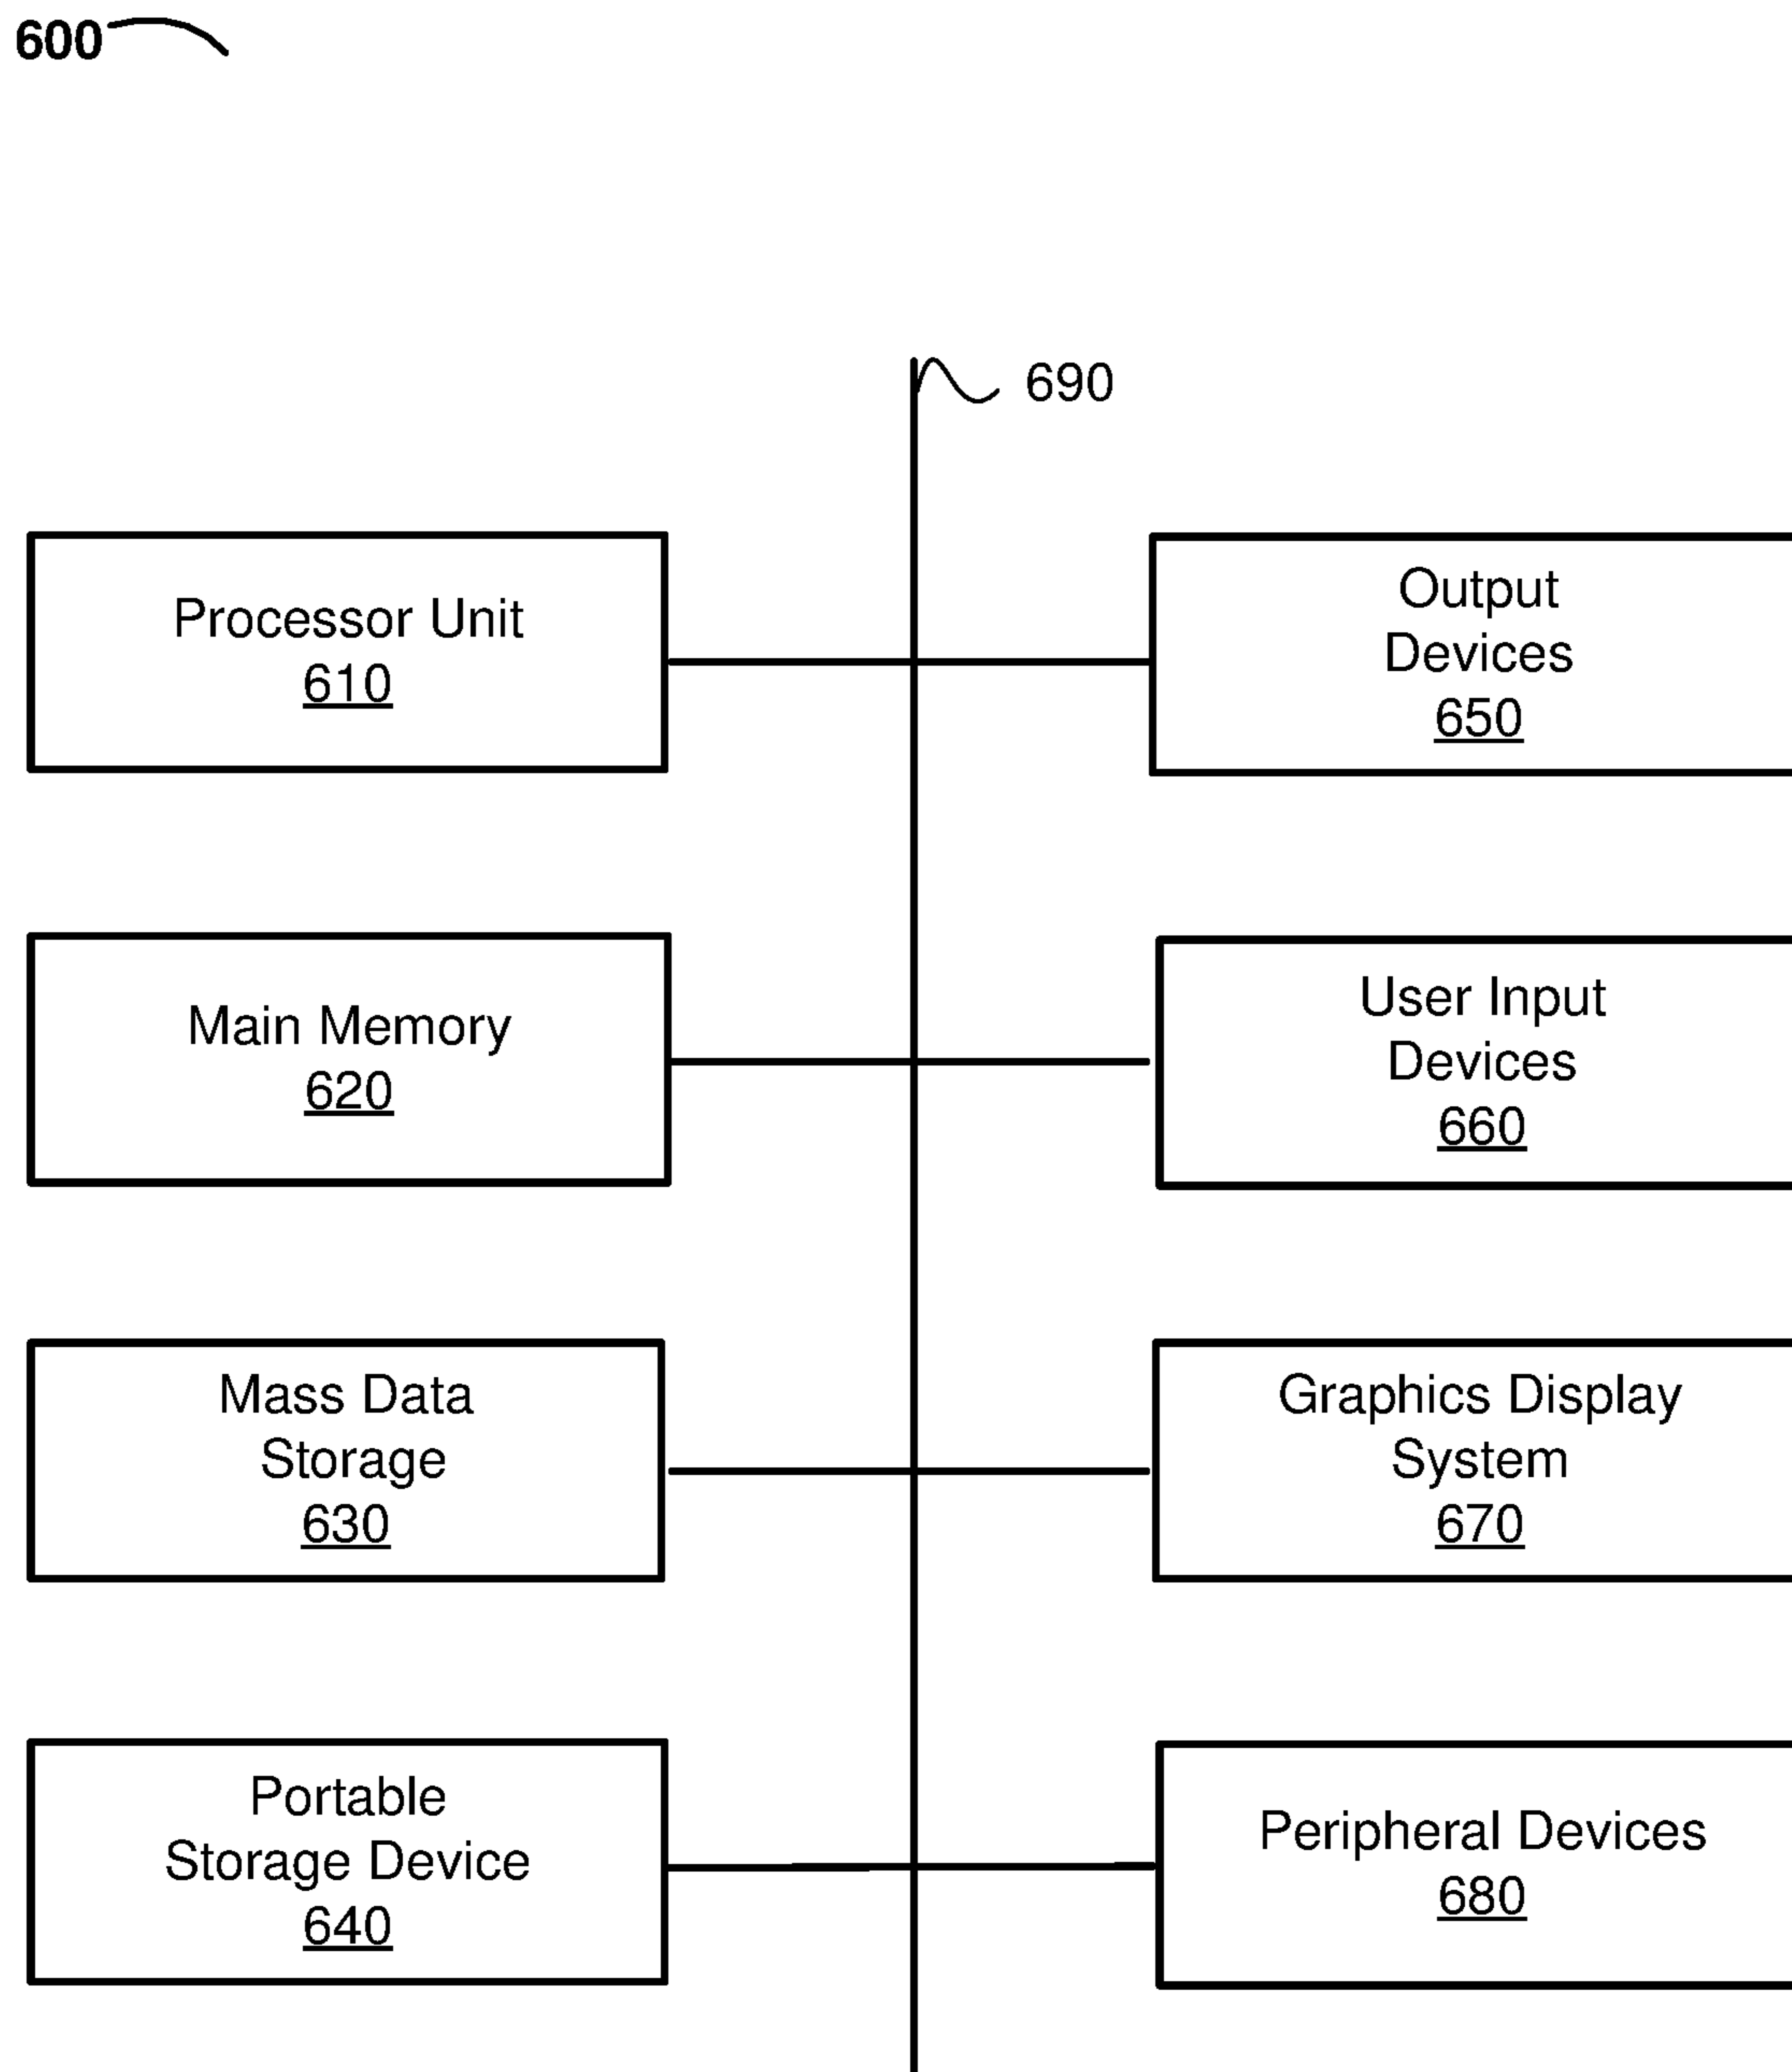 600
690
Processor Unit
610
Output
Devices
650
Main Memory
620
User Input
Devices
660
Mass Data
Storage
630
Graphics Display
System
670
Portable
Storage Device
640
Peripheral Devices
680